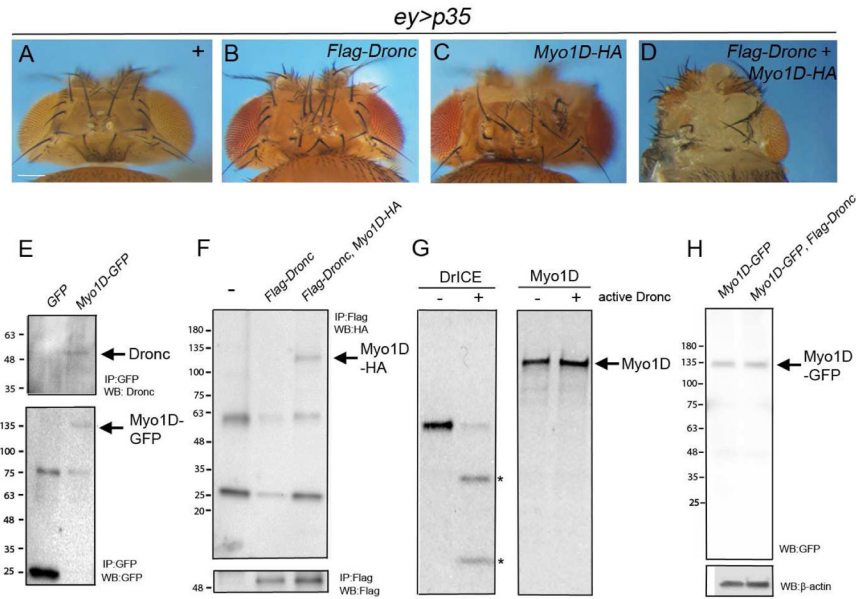 ey>p35
A
+
B
Flag-Dronc
C
Myo1D-HA
D
Flag-Dronc +
Myo1D-HA
E
GFP
Myo1D-GFP
63
48
35
Dronc
IP:GFP
WB: Dronc
135
100
75
63
48
35
25
Myo1D-
GFP
IP:GFP
WB:GFP
F
-
Flag-Dronc
Flag-Dronc, Myo1D-HA
IP:Flag
WB:HA
180
135
100
75
63
48
35
25
20
Myo1D
-HA
48
IP:Flag
WB:Flag
G
DrICE
Myo1D
- + - + active Dronc
Myo1D
*
*
H
Myo1D-GFP
Myo1D-GFP, Flag-Dronc
180
135
100
75
63
48
35
25
Myo1D
-GFP
WB:GFP
WB:β-actin